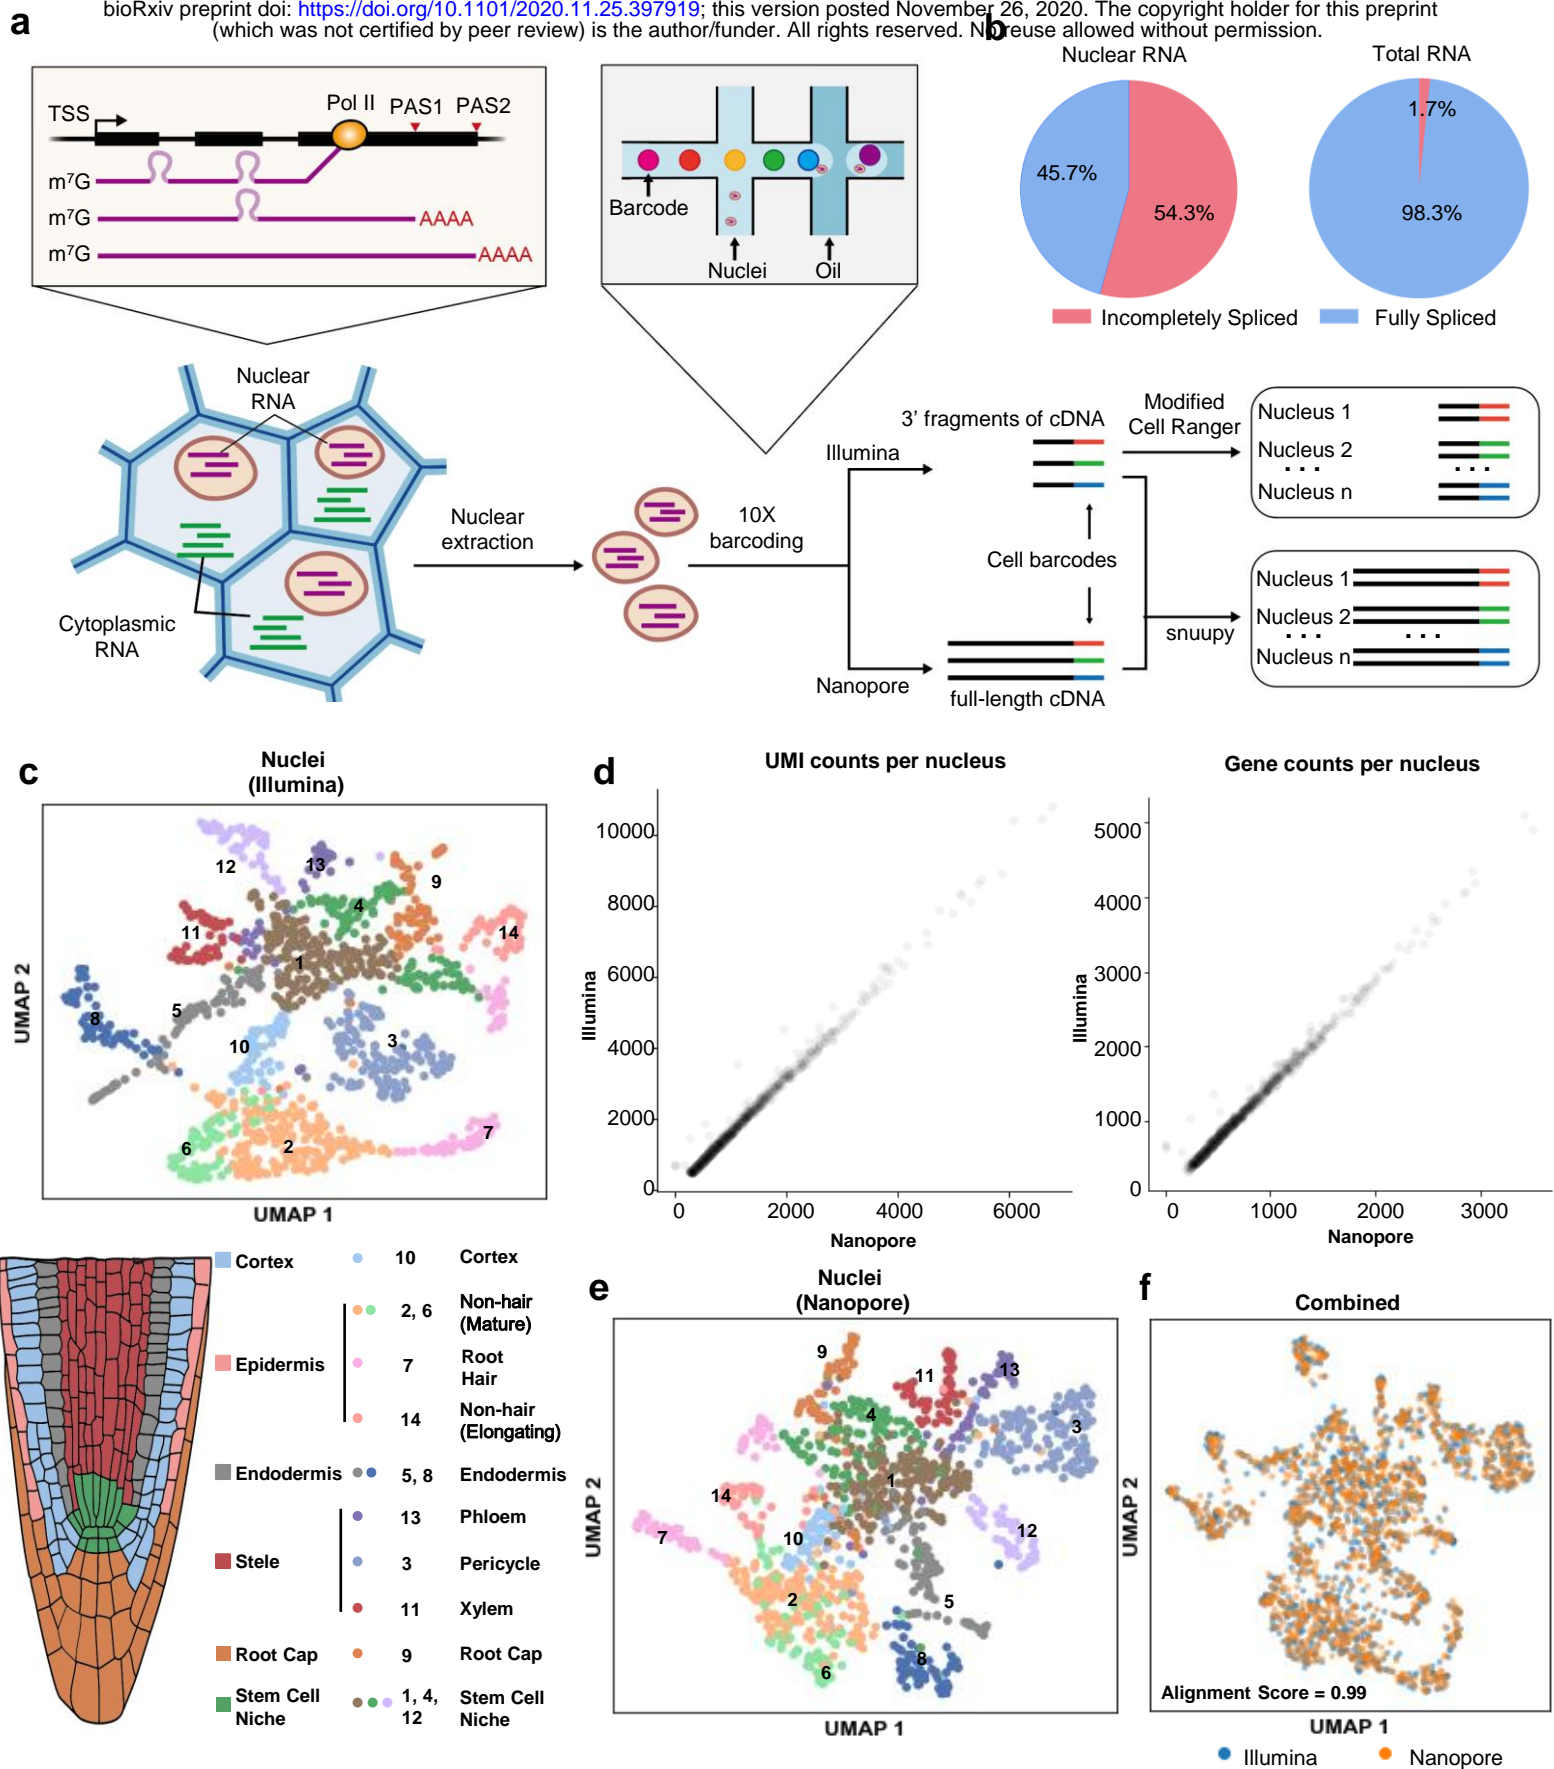 bioRxiv preprint doi: https://doi.org/10.1101/2020.11.25.397919; this version posted November 26, 2020. The copyright holder for this preprint
(which was not certified by peer review) is the author/funder. All rights reserved. No reuse allowed without permission.
a
TSS
Pol II
PAS1
PAS2
m⁷G
m⁷G
AAAA
m⁷G
AAAA
Barcode
Nuclei
Oil
b
Nuclear RNA
Total RNA
45.7%
54.3%
1.7%
98.3%
Incompletely Spliced
Fully Spliced
Nuclear
RNA
Cytoplasmic
RNA
Nuclear
extraction
10X
barcoding
Illumina
Nanopore
3’ fragments of cDNA
Cell barcodes
full-length cDNA
Modified
Cell Ranger
snuupy
Nucleus 1
Nucleus 2
. . .
. . .
Nucleus n
Nucleus 1
Nucleus 2
. . .
. . .
Nucleus n
c
Nuclei
(Illumina)
12
13
9
4
11
14
1
5
8
10
3
6
2
7
UMAP 2
UMAP 1
d
UMI counts per nucleus
10000
8000
6000
4000
2000
0
Illumina
0
2000
4000
6000
Nanopore
Gene counts per nucleus
5000
4000
3000
2000
1000
0
Illumina
0
1000
2000
3000
Nanopore
Cortex
10
Cortex
2, 6
Non-hair
(Mature)
Epidermis
7
Root
Hair
14
Non-hair
(Elongating)
Endodermis
5, 8
Endodermis
13
Phloem
Stele
3
Pericycle
11
Xylem
Root Cap
9
Root Cap
Stem Cell
Niche
1, 4,
12
Stem Cell
Niche
e
Nuclei
(Nanopore)
9
11
13
4
3
1
14
7
10
12
2
5
6
8
UMAP 2
UMAP 1
f
Combined
Alignment Score = 0.99
UMAP 2
UMAP 1
Illumina
Nanopore